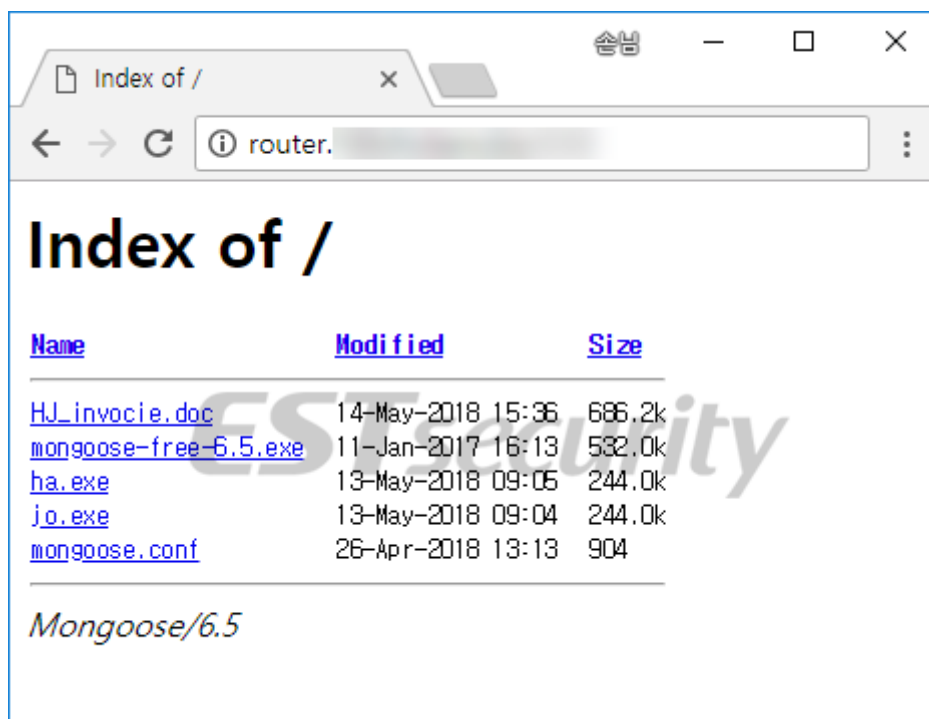 손님
Index of /
router.
Index of /
Name Modified Size
HJ_invocie.doc 14-May-2018 15:36 686.2k
mongoose-free-6.5.exe 11-Jan-2017 16:13 532.0k
ha.exe 13-May-2018 09:05 244.0k
jo.exe 13-May-2018 09:04 244.0k
mongoose.conf 26-Apr-2018 13:13 904
ESTsecurity
Mongoose/6.5